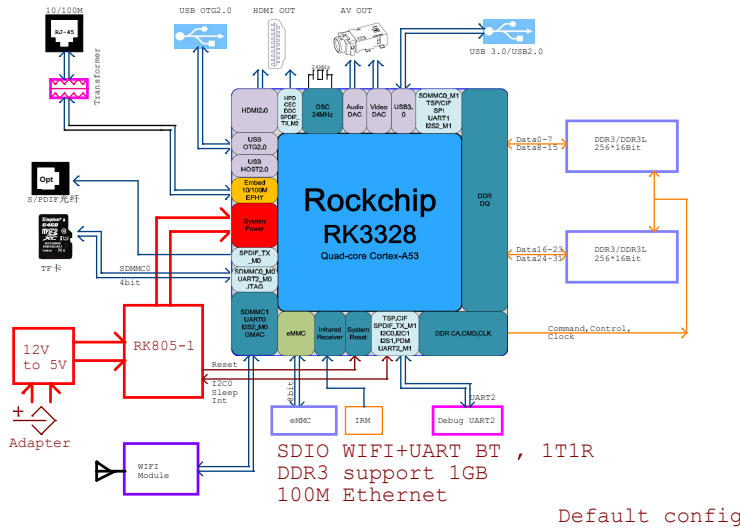 10/100M
USB OTG2.0
HDMI OUT
AV OUT
RJ-45
USB 3.0/USB2.0
Transformer
24MHz
HDMI2.0
HPD
CEC
DDC
SPDIF_
TX_M2
OSC
24MHz
Audio
DAC
Video
DAC
USB3.
0
SDMMC0_M1
TSP/CIF
SPI
UART1
I2S2_M1
USB
OTG2.0
USB
HOST2.0
Embed
10/100M
EPHY
System
Power
SPDIF_TX
_M0
SDMMC0_M0
UART2_M0
JTAG
SDMMC1
UART0
I2S2_M0
GMAC
Rockchip
RK3328
Quad-core Cortex-A53
DDR
DQ
Data0-7
Data8-15
DDR3/DDR3L
256*16Bit
Data16-23
Data24-31
DDR3/DDR3L
256*16Bit
Opt
S/PDIF光纤
Kingston
64GB
TF卡
SDMMC0
4bit
eMMC
Infrared
Receiver
System
Reset
TSP,CIF
SPDIF_TX_M1
I2C0,I2C1
I2S1,PDM
UART2_M1
DDR CA,CMD,CLK
Command,Control,
Clock
12V
to 5V
RK805-1
Reset
I2C0
Sleep
Int
8bit
UART2
Adapter
eMMC
IRM
Debug UART2
WIFI
Module
SDIO WIFI+UART BT , 1T1R
DDR3 support 1GB
100M Ethernet
Default config